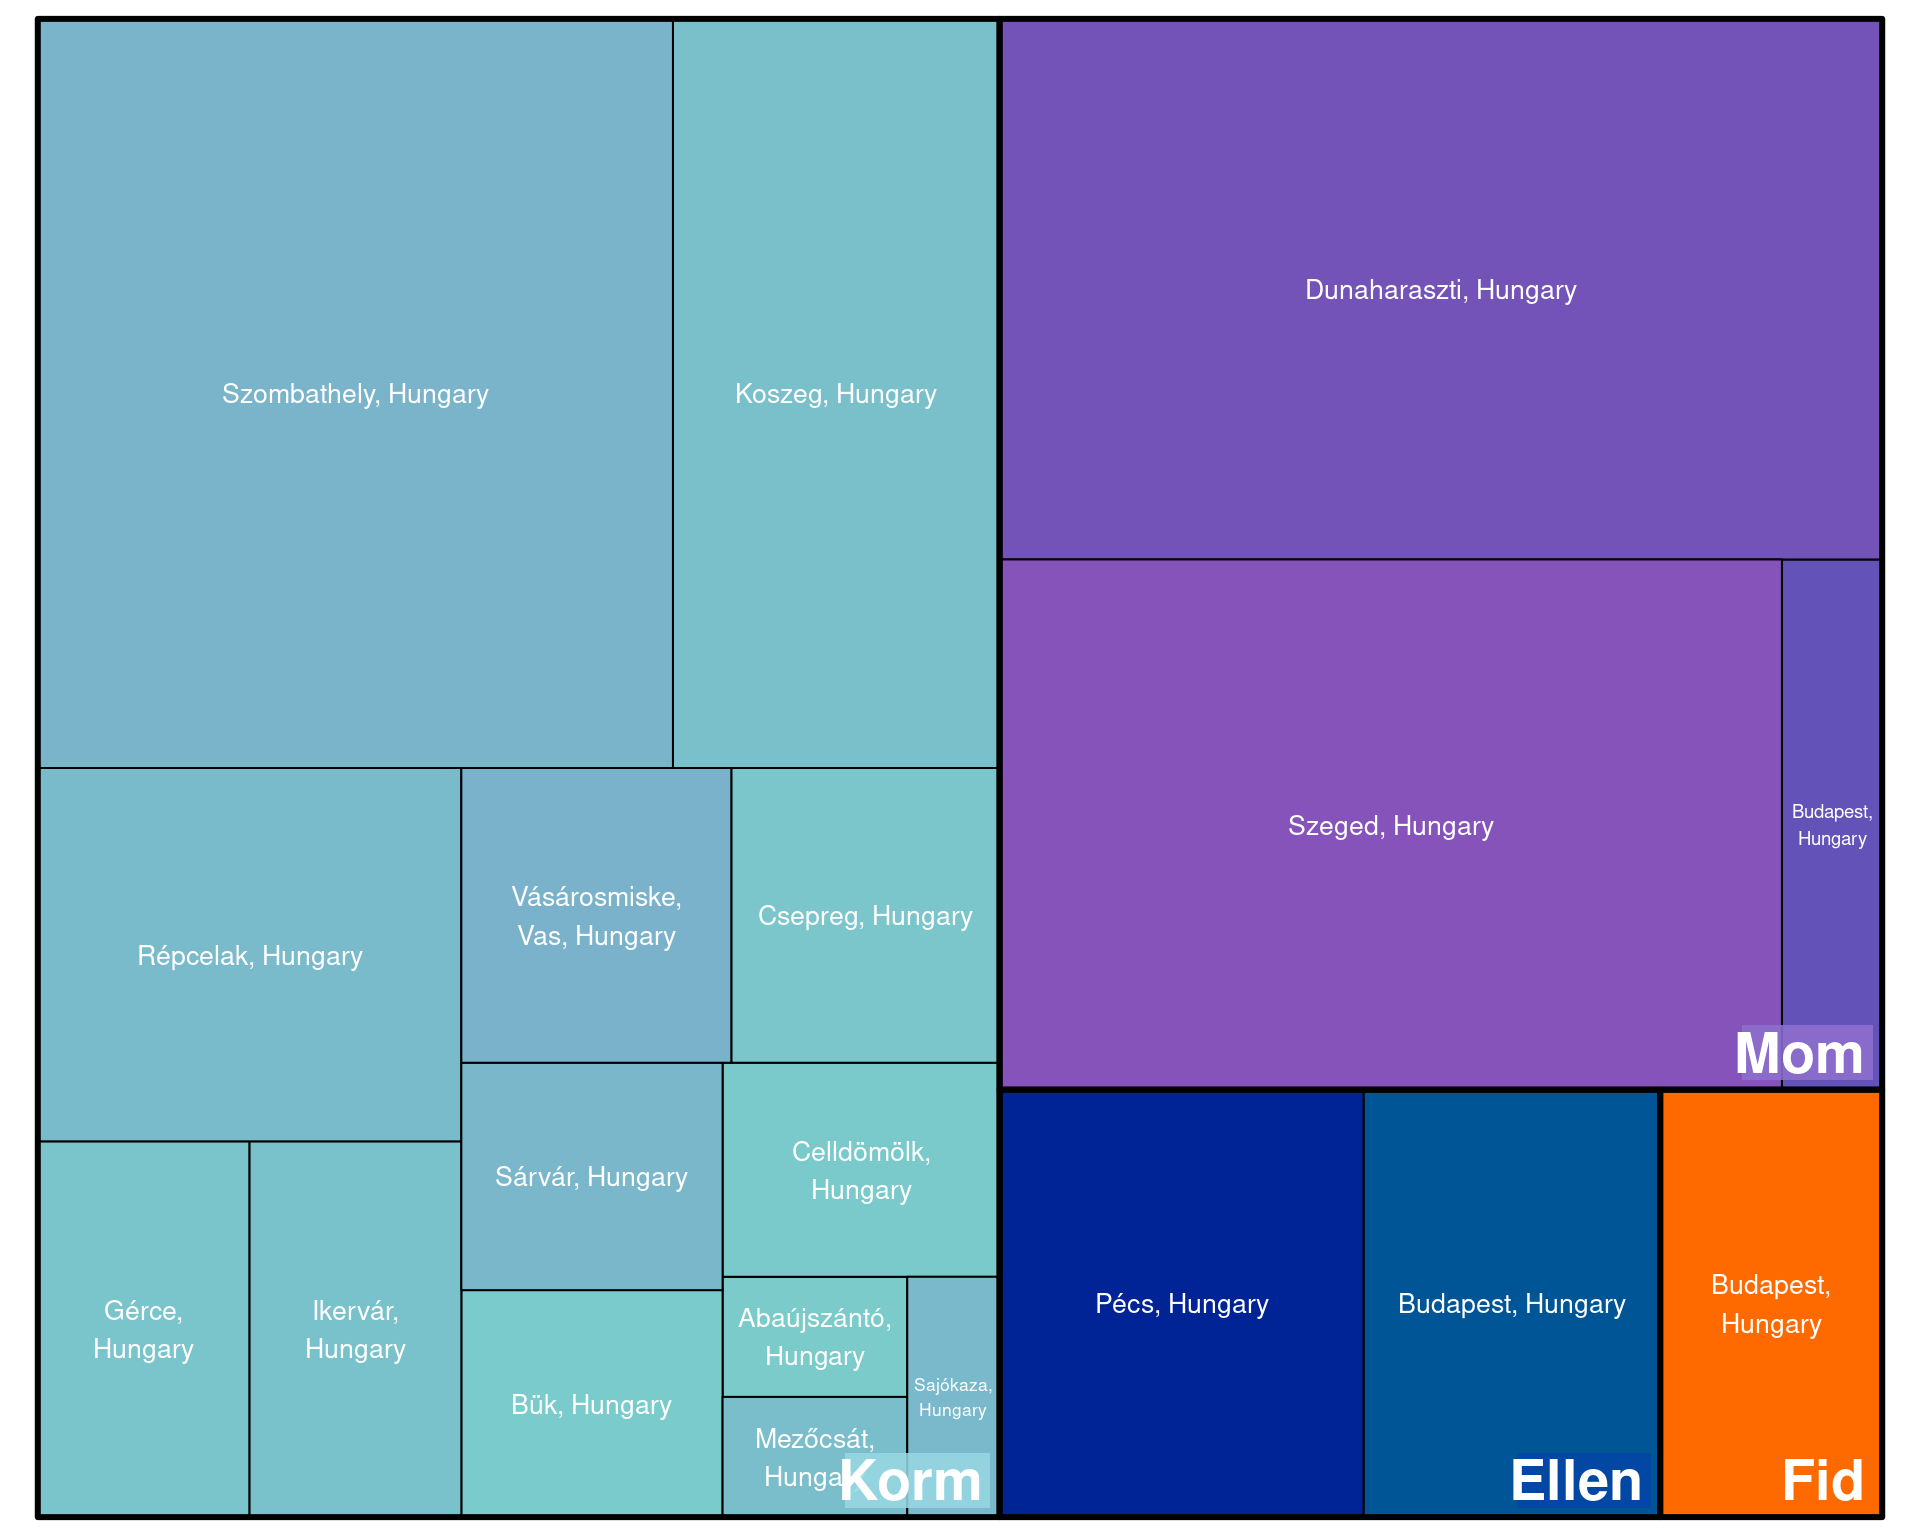 Szombathely, Hungary
Koszeg, Hungary
Dunaharaszti, Hungary
Szeged, Hungary
Budapest,
Hungary
Mom
Répcelak, Hungary
Vásárosmiske,
Vas, Hungary
Csepreg, Hungary
Sárvár, Hungary
Celldömölk,
Hungary
Gérce,
Hungary
Ikervár,
Hungary
Bük, Hungary
Abaújszántó,
Hungary
Sajókaza,
Hungary
Mezőcsát,
Korm
Pécs, Hungary
Budapest, Hungary
Ellen
Budapest,
Hungary
Fid